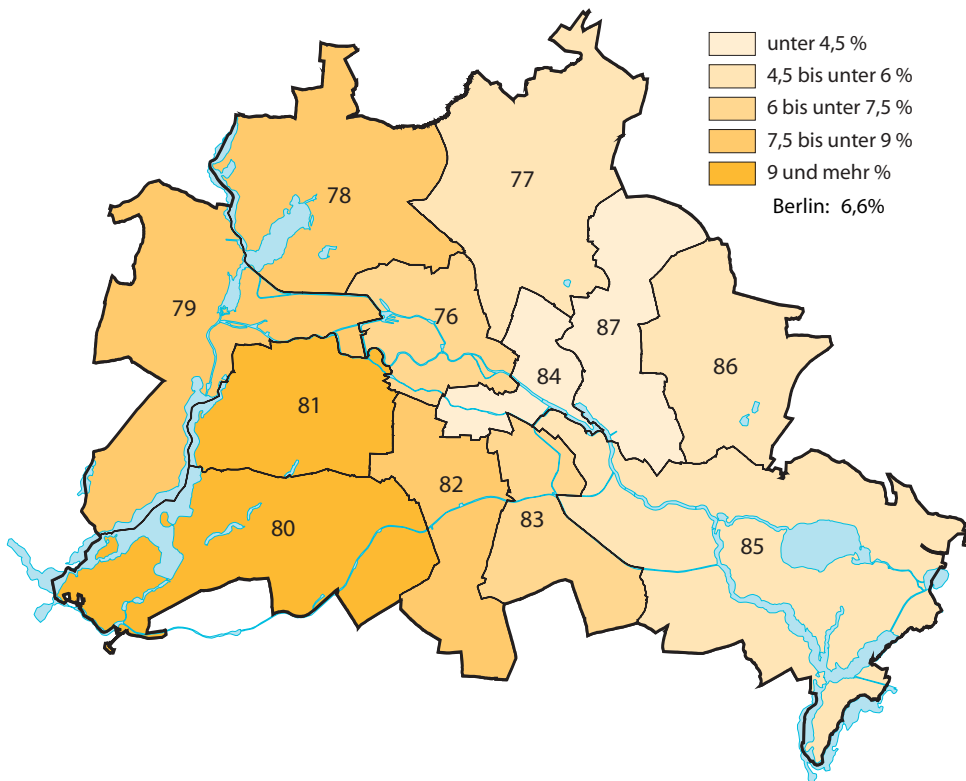 unter 4,5 %
4,5 bis unter 6 %
6 bis unter 7,5 %
7,5 bis unter 9 %
9 und mehr %
Berlin: 6,6%
77
78
79
76
87
86
84
81
82
80
83
85